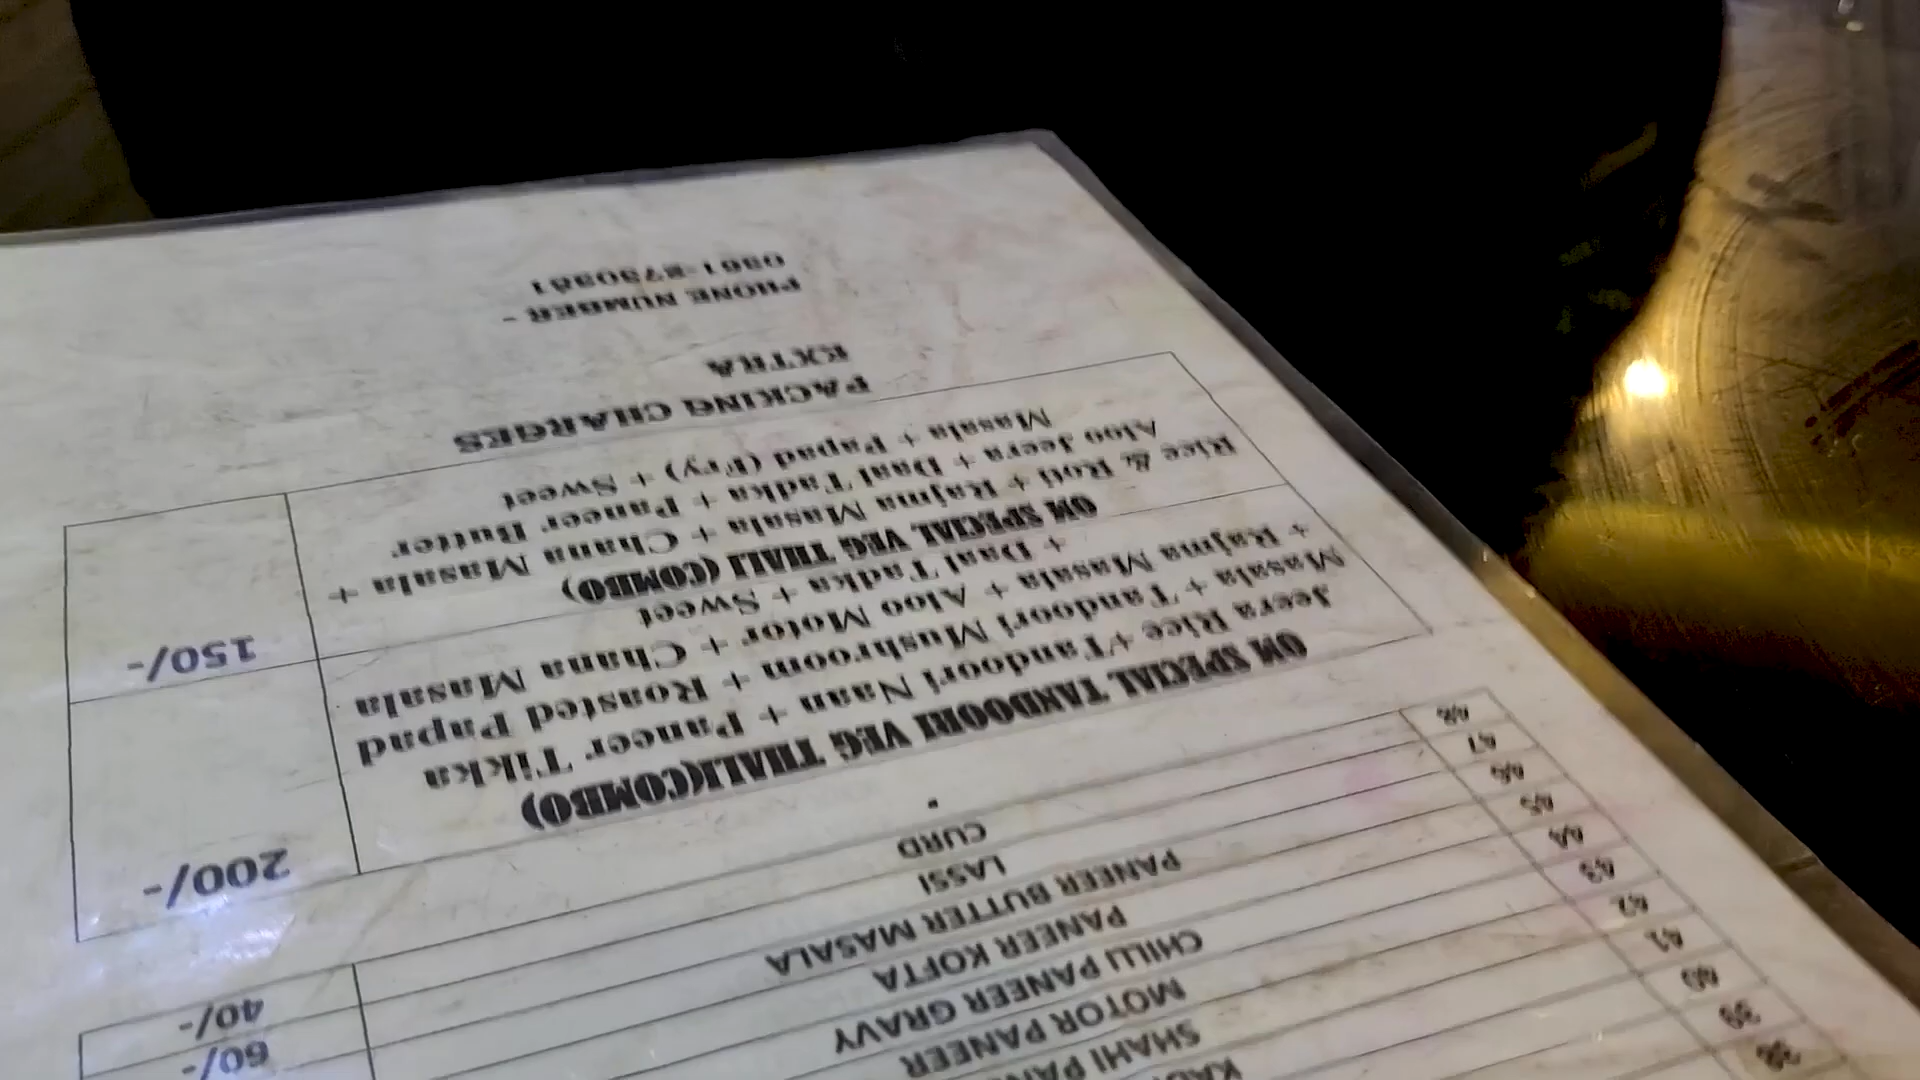 38
39
40
41
42 SHAHI
43 MOTOR PANEER
44 CHILLI PANEER GRAVY
45 PANEER KOFTA
46 PANEER BUTTER MASALA
47 LASSI 60/-
48 CURD 40/-
OM SPECIAL TANDOORI VEG THALI(COMBO) 200/-
Jeera Rice +Tandoori Naan + Paneer Tikka
Masala + Tandoori Mushroom + Roasted Papad
+ Rajma Masala + Aloo Motor + Chana Masala
+ Daal Tadka + Sweet
OM SPECIAL VEG THALI (COMBO) 150/-
Rice & Roti + Rajma Masala + Chana Masala +
Aloo Jeera + Daal Tadka + Paneer Butter
Masala + Papad (Fry) + Sweet
PACKING CHARGES
EXTRA
PHONE NUMBER -